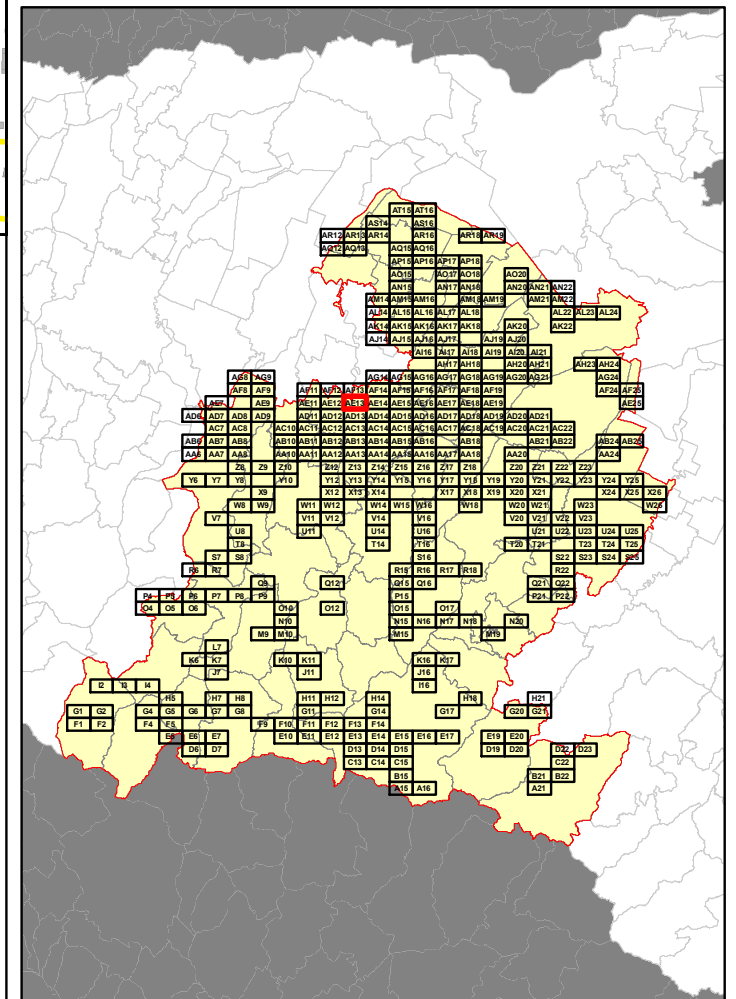 AT15 AT16
AS14 AS16
AR12 AR13 AR14 AR16 AR18 AR19
AQ12 AQ13 AQ15 AQ16
AP15 AP16 AP17 AP18
AO15 AO17 AO18 AO20
AN15 AN17 AN18 AN20 AN21 AN22
AM14 AM15 AM16 AM18 AM19 AM21 AM22
AL14 AL15 AL16 AL17 AL18 AL22 AL23 AL24
AK14 AK15 AK16 AK17 AK18 AK20 AK22
AJ14 AJ15 AJ16 AJ17 AJ19 AJ20
AI16 AI17 AI18 AI19 AI20 AI21
AH17 AH18 AH20 AH21 AH23 AH24
AG8 AG9 AG14 AG15 AG16 AG17 AG18 AG19 AG20 AG21 AG24
AF8 AF9 AF11 AF12 AF13 AF14 AF15 AF16 AF17 AF18 AF19 AF24 AF25
AE7 AE9 AE11 AE12 AE13 AE14 AE15 AE16 AE17 AE18 AE19 AE25
AD6 AD7 AD8 AD9 AD11 AD12 AD13 AD14 AD15 AD16 AD17 AD18 AD19 AD20 AD21
AC7 AC8 AC10 AC11 AC12 AC13 AC14 AC15 AC16 AC17 AC18 AC19 AC20 AC21 AC22
AB6 AB7 AB8 AB10 AB11 AB12 AB13 AB14 AB15 AB16 AB18 AB21 AB22 AB24 AB25
AA6 AA7 AA8 AA10 AA11 AA12 AA13 AA14 AA15 AA16 AA17 AA18 AA20 AA24
Z8 Z9 Z10 Z12 Z13 Z14 Z15 Z16 Z17 Z18 Z20 Z21 Z22 Z23
Y6 Y7 Y8 Y10 Y12 Y13 Y14 Y15 Y16 Y17 Y18 Y19 Y20 Y21 Y22 Y23 Y24 Y25
X9 X12 X13 X14 X17 X18 X19 X20 X21 X24 X25 X26
W8 W9 W11 W12 W14 W15 W16 W18 W20 W21 W23 W26
V7 V11 V12 V14 V16 V20 V21 V22 V23
U8 U11 U14 U16 U21 U22 U23 U24 U25
T8 T14 T16 T20 T21 T23 T24 T25
S7 S8 S16 S22 S23 S24 S25
R6 R7 R15 R16 R17 R18 R22
Q9 Q12 Q15 Q16 Q21 Q22
P4 P5 P6 P7 P8 P9 P15 P21 P22
O4 O5 O6 O10 O12 O15 O17
N10 N15 N16 N17 N18 N20
M9 M10 M15 M19
L7
K6 K7 K10 K11 K16 K17
J7 J11 J16
I2 I3 I4 I16
H5 H7 H8 H11 H12 H14 H18 H21
G1 G2 G4 G5 G6 G7 G8 G11 G14 G17 G20 G21
F1 F2 F4 F5 F9 F10 F11 F12 F13 F14
E5 E6 E7 E10 E11 E12 E13 E14 E15 E16 E17 E19 E20
D6 D7 D13 D14 D15 D19 D20 D22 D23
C13 C14 C15 C22
B15 B21 B22
A15 A16 A21